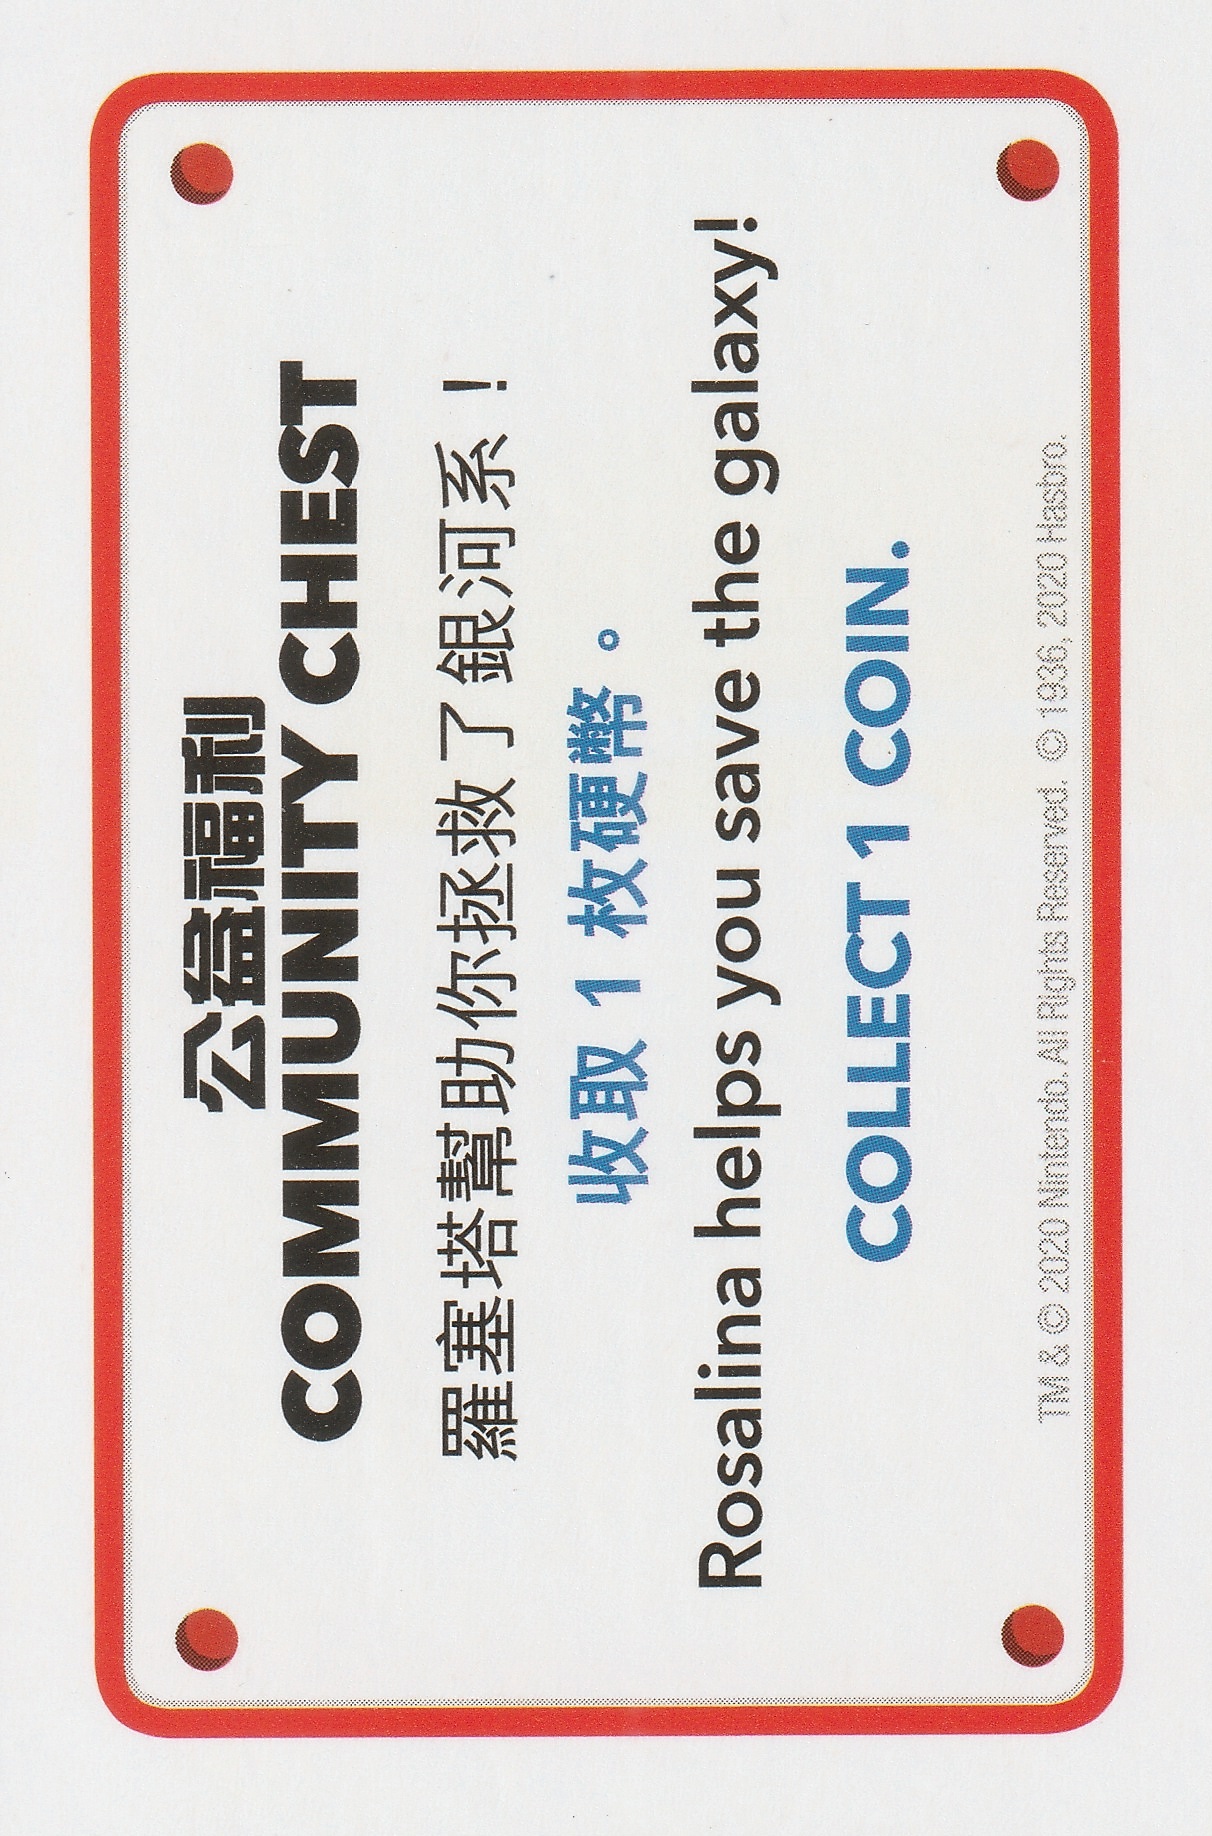 公益福利
COMMUNITY CHEST
羅塞塔幫助你拯救了銀河系！
收取 1 枚硬幣。
Rosalina helps you save the galaxy!
COLLECT 1 COIN.
TM & © 2020 Nintendo. All Rights Reserved. © 1936, 2020 Hasbro.